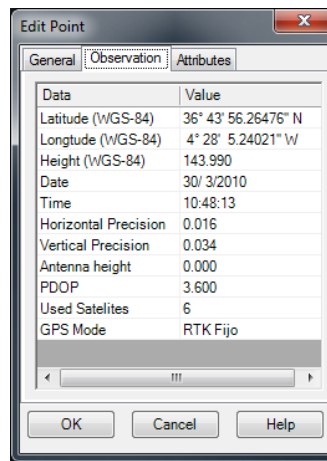 Edit Point
General Observation Attributes
Data Value
Latitude (WGS-84) 36° 43' 56.26476" N
Longtude (WGS-84) 4° 28' 5.24021" W
Height (WGS-84) 143.990
Date 30/ 3/2010
Time 10:48:13
Horizontal Precision 0.016
Vertical Precision 0.034
Antenna height 0.000
PDOP 3.600
Used Satelites 6
GPS Mode RTK Fijo
OK Cancel Help